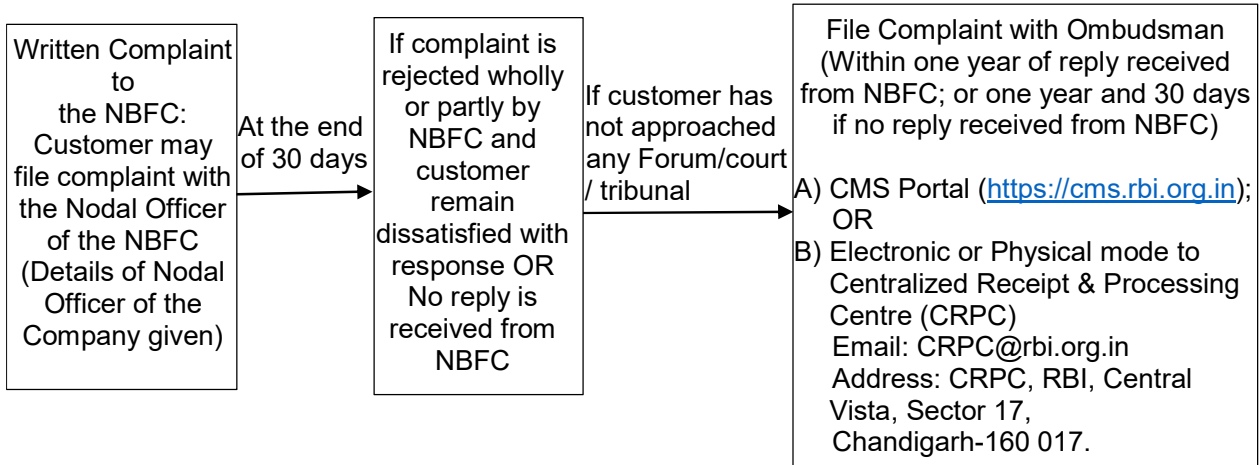 Written Complaint
to
the NBFC:
Customer may
file complaint with
the Nodal Officer
of the NBFC
(Details of Nodal
Officer of the
Company given)
At the end
of 30 days
If complaint is
rejected wholly
or partly by
NBFC and
customer
remain
dissatisfied with
response OR
No reply is
received from
NBFC
If customer has
not approached
any Forum/court
/ tribunal
File Complaint with Ombudsman
(Within one year of reply received
from NBFC; or one year and 30 days
if no reply received from NBFC)
A) CMS Portal (https://cms.rbi.org.in);
OR
B) Electronic or Physical mode to
Centralized Receipt & Processing
Centre (CRPC)
Email: CRPC@rbi.org.in
Address: CRPC, RBI, Central
Vista, Sector 17,
Chandigarh-160 017.